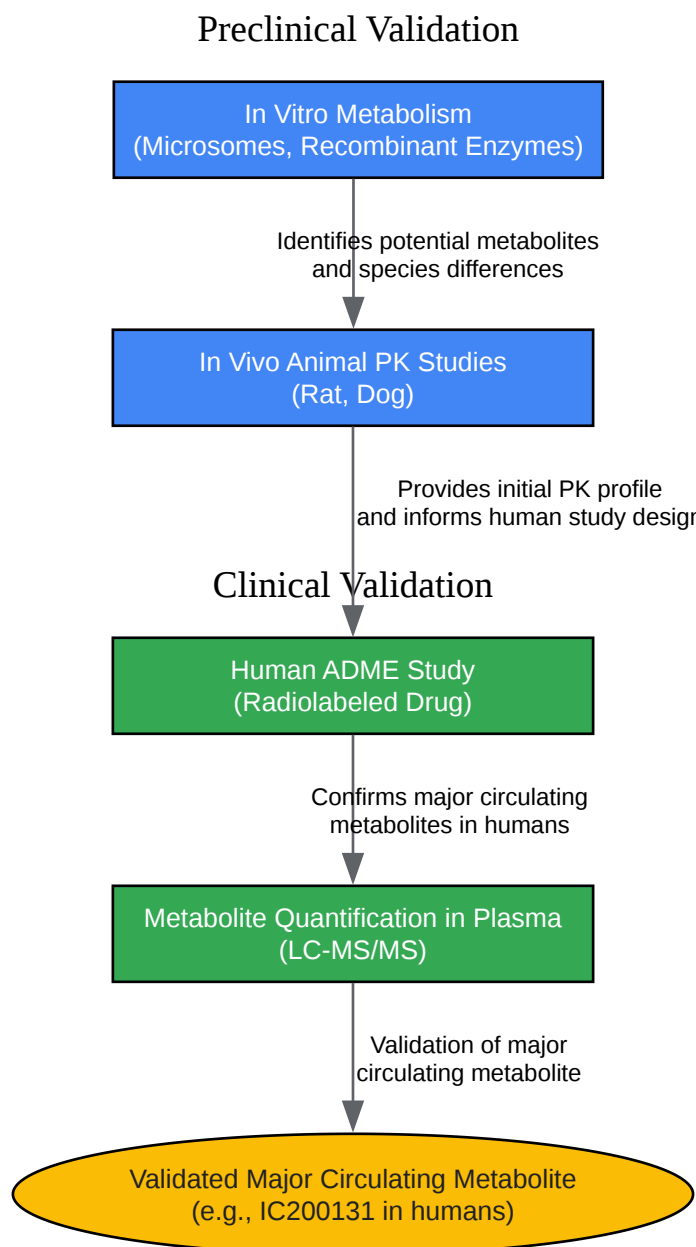 Preclinical Validation
In Vitro Metabolism
(Microsomes, Recombinant Enzymes)
Identifies potential metabolites
and species differences
In Vivo Animal PK Studies
(Rat, Dog)
Provides initial PK profile
and informs human study design
Clinical Validation
Human ADME Study
(Radiolabeled Drug)
Confirms major circulating
metabolites in humans
Metabolite Quantification in Plasma
(LC-MS/MS)
Validation of major
circulating metabolite
Validated Major Circulating Metabolite
(e.g., IC200131 in humans)